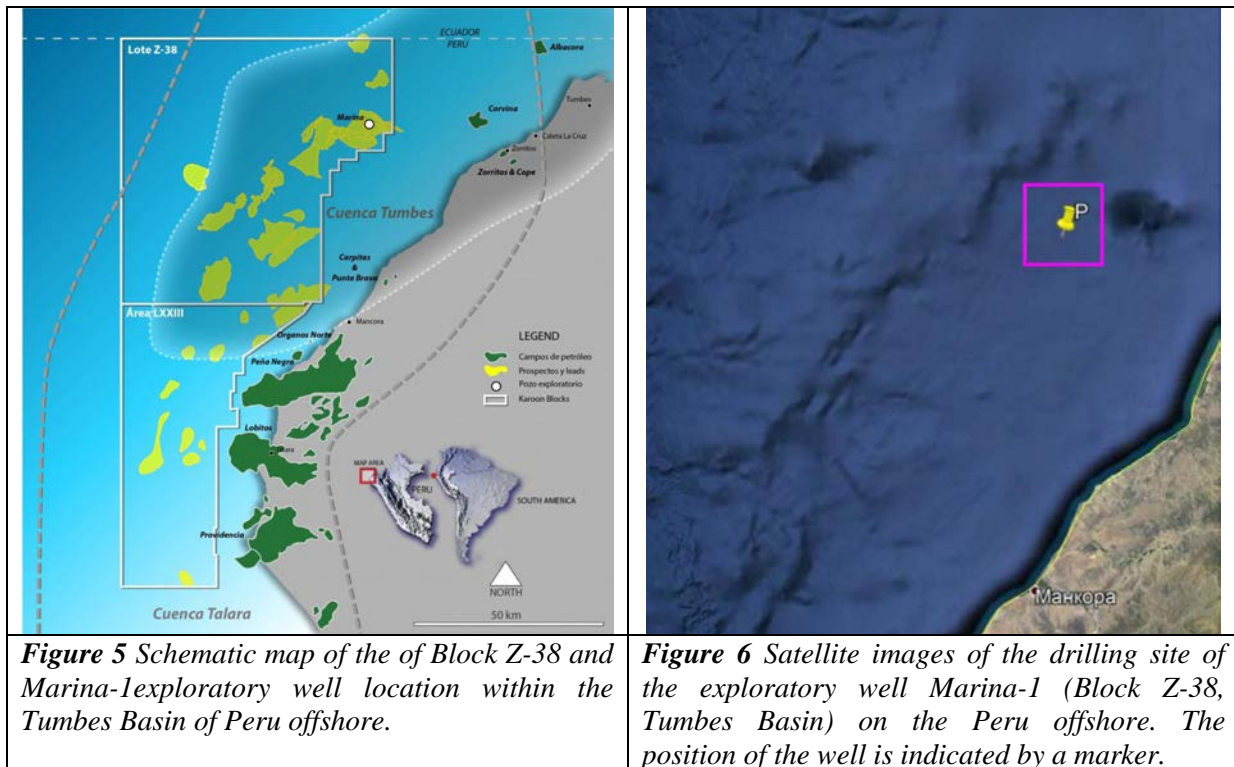 Lote Z-38
ECUADOR
PERU
Albacora
Marina
Corvina
Tumbes
Caleta La Cruz
Zorritos
Zorritos & Cope
Cuenca Tumbes
Carpitas
&
Punta Brava
Area LXXIII
Mancora
Organos Norte
Peña Negra
LEGEND
Campos de petróleo
Prospectos y leads
Pozo exploratorio
Karoon Blocks
Lobitos
MAP AREA
PERU
SOUTH AMERICA
Providencia
NORTH
50 km
Cuenca Talara
P
Манкора
Figure 5 Schematic map of the of Block Z-38 and
Marina-1exploratory well location within the
Tumbes Basin of Peru offshore.
Figure 6 Satellite images of the drilling site of
the exploratory well Marina-1 (Block Z-38,
Tumbes Basin) on the Peru offshore. The
position of the well is indicated by a marker.